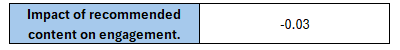 Impact of recommended
content on engagement.
-0.03